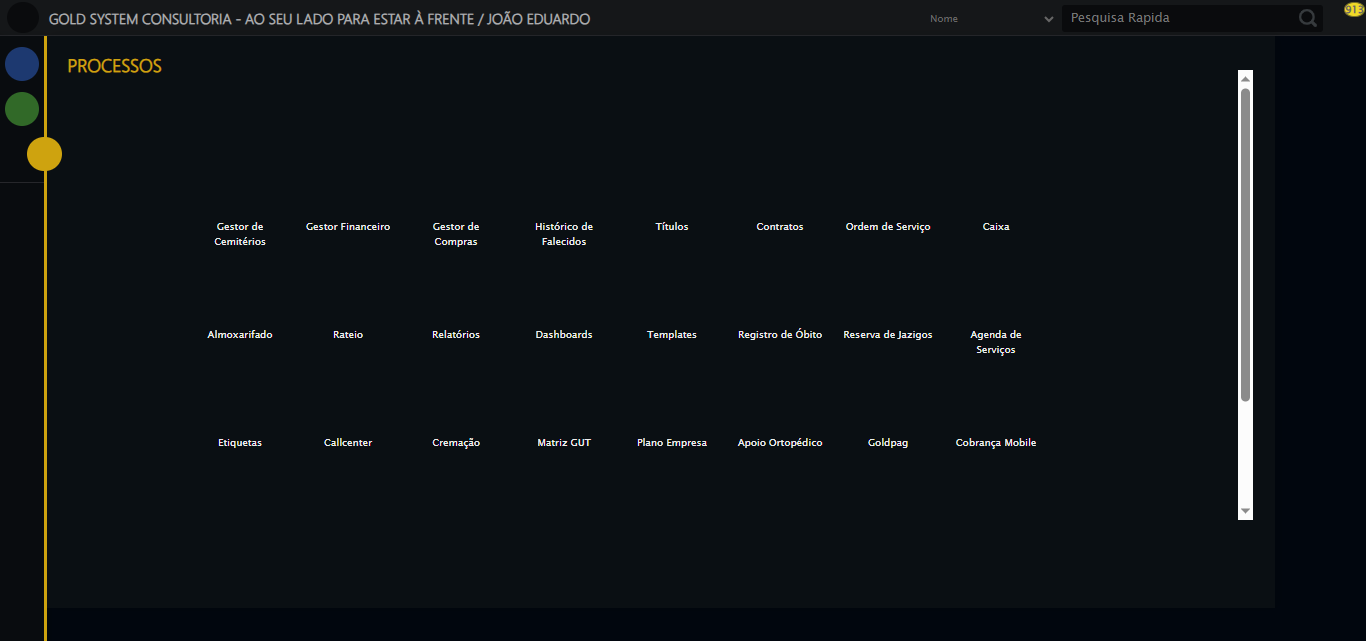 GOLD SYSTEM CONSULTORIA - AO SEU LADO PARA ESTAR À FRENTE / JOÃO EDUARDO
Nome
Pesquisa Rapida
913
PROCESSOS
Gestor de
Cemitérios
Gestor Financeiro
Gestor de
Compras
Histórico de
Falecidos
Títulos
Contratos
Ordem de Serviço
Caixa
Almoxarifado
Rateio
Relatórios
Dashboards
Templates
Registro de Óbito
Reserva de Jazigos
Agenda de
Serviços
Etiquetas
Callcenter
Cremação
Matriz GUT
Plano Empresa
Apoio Ortopédico
Goldpag
Cobrança Mobile